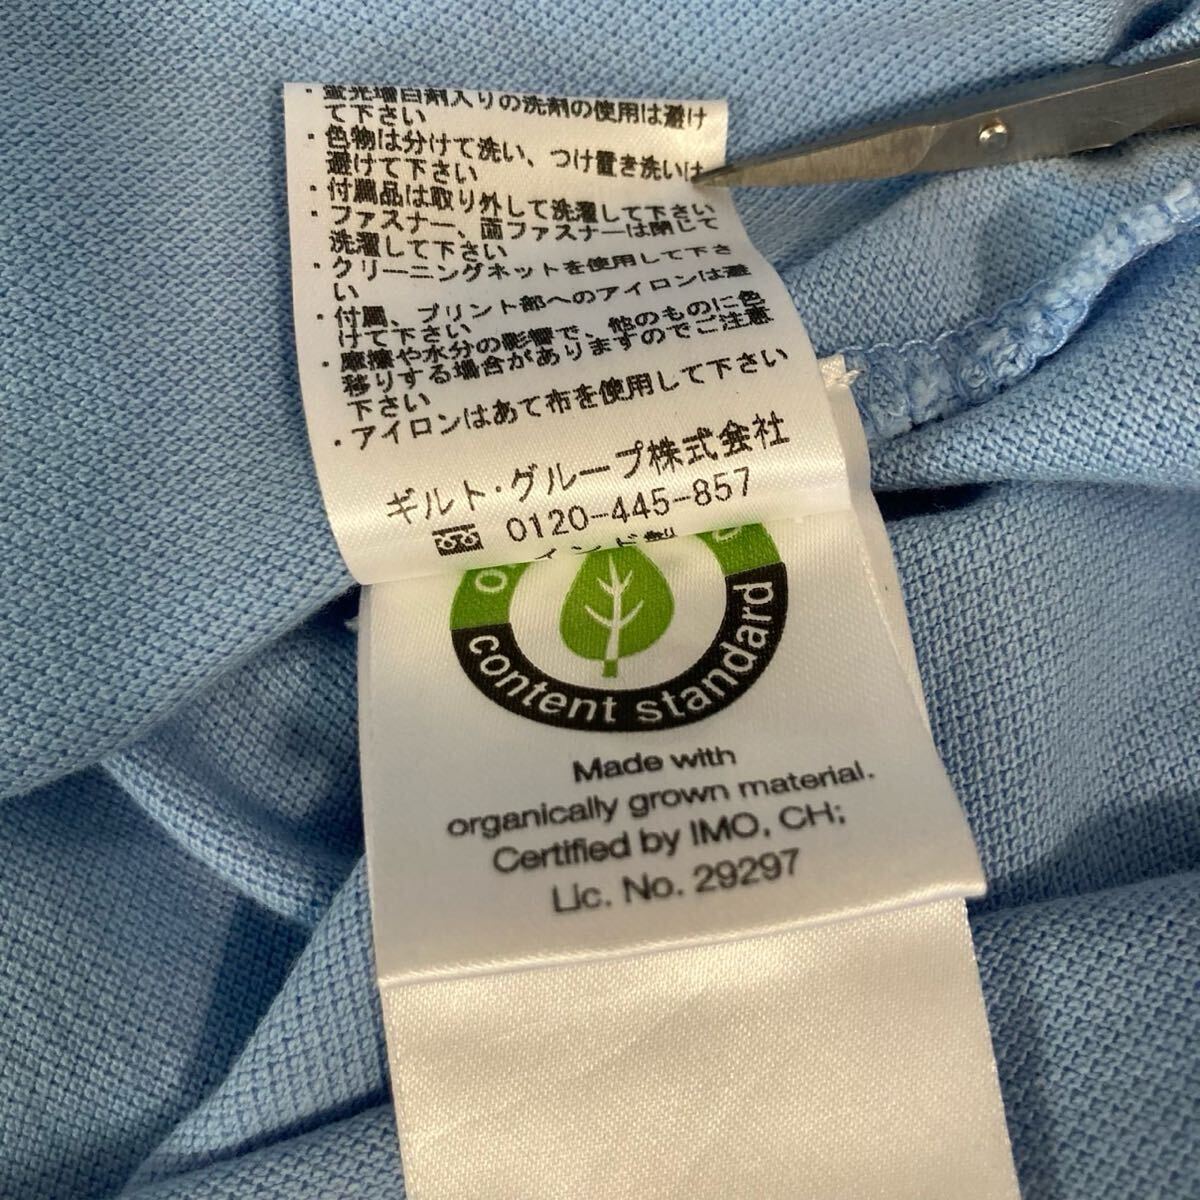 ・蛍光増白剤入りの洗剤の使用は避け
て下さい
・色物は分けて洗い、つけ置き洗いは
避けて下さい
・付属品は取り外して洗濯して下さい
・ファスナー、面ファスナーは閉じて
洗濯して下さい
・クリーニングネットを使用して下さ
い
・付属、プリント部へのアイロンは避
けて下さい
・摩擦や水分の影響で、他のものに色
移りする場合がありますのでご注意
下さい
・アイロンはあて布を使用して下さい
ギルト・グループ株式会社
0120-445-857
インド製
content standard
Made with
organically grown material.
Certified by IMO, CH;
Lic. No. 29297